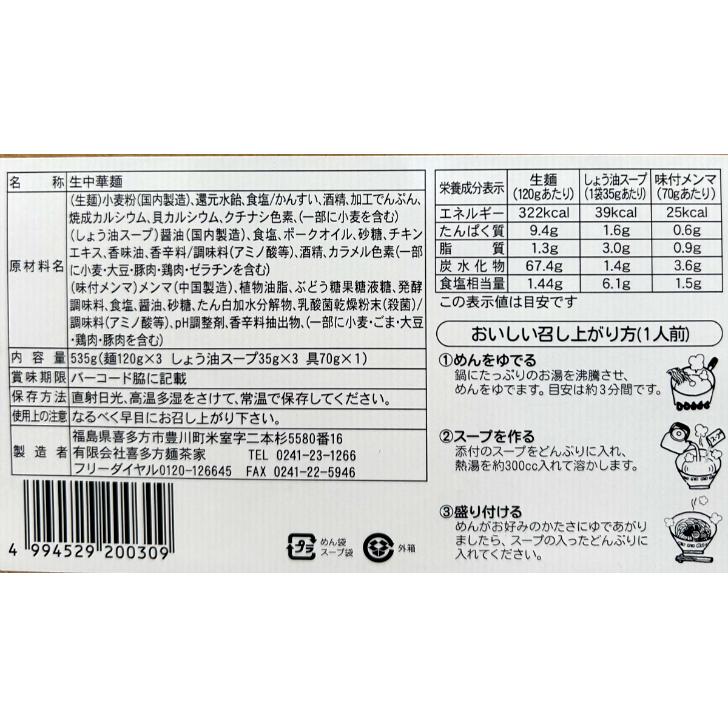 名 称 生中華麺
原材料名 (生麺)小麦粉(国内製造)、還元水飴、食塩/かんすい、酒精、加工でんぷん、
焼成カルシウム、貝カルシウム、クチナシ色素、(一部に小麦を含む)
(しょう油スープ)醤油(国内製造)、食塩、ポークオイル、砂糖、チキン
エキス、香味油、香辛料/調味料(アミノ酸等)、酒精、カラメル色素(一部
に小麦・大豆・豚肉・鶏肉・ゼラチンを含む)
(味付メンマ)メンマ(中国製造)、植物油脂、ぶどう糖果糖液糖、発酵
調味料、食塩、醤油、砂糖、たん白加水分解物、乳酸菌乾燥粉末(殺菌)/
調味料(アミノ酸等)、pH調整剤、香辛料抽出物、(一部に小麦・ごま・大豆
・鶏肉・豚肉を含む)
内 容 量 535g(麺120g×3 しょう油スープ35g×3 具70g×1)
賞味期限 バーコード脇に記載
保存方法 直射日光、高温多湿をさけて、常温で保存してください。
使用上の注意 なるべく早目にお召し上がり下さい。
製 造 者 福島県喜多方市豊川町米室字二本杉5580番16
有限会社喜多方麺茶家 TEL 0241-23-1266
フリーダイヤル0120-126645 FAX 0241-22-5946
4 994529 200309
プラ めん袋
スープ袋
外箱
栄養成分表示 生麺(120gあたり) しょう油スープ(1袋35gあたり) 味付メンマ(70gあたり)
エネルギー 322kcal 39kcal 25kcal
たんぱく質 9.4g 1.6g 0.6g
脂 質 1.3g 3.0g 0.9g
炭水化物 67.4g 1.4g 3.6g
食塩相当量 1.44g 6.1g 1.5g
この表示値は目安です
おいしい召し上がり方(1人前)
①めんをゆでる
鍋にたっぷりのお湯を沸騰させ、
めんをゆでます。目安は約3分間です。
②スープを作る
添付のスープをどんぶりに入れ、
熱湯を約300cc入れて溶かします。
③盛り付ける
めんがお好みのかたさにゆであがり
ましたら、スープの入ったどんぶりに
入れてください。